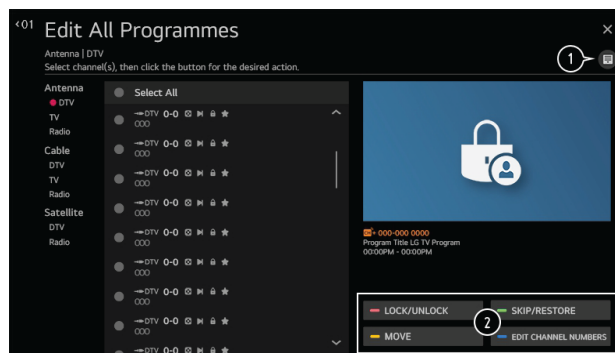 ‹01 Edit All Programmes
Antenna | DTV
Select channel(s), then click the button for the desired action.
1
Antenna
DTV
TV
Radio
Cable
DTV
TV
Radio
Satellite
DTV
Radio
Select All
DTV 0-0
000
DTV 0-0
000
DTV 0-0
000
DTV 0-0
000
DTV 0-0
000
DTV 0-0
000
DTV 0-0
000
DTV 0-0
000
DTV 0-0
000-000 0000
Program Title LG TV Program
00:00PM - 00:00PM
LOCK/UNLOCK
SKIP/RESTORE
2
MOVE
EDIT CHANNEL NUMBERS